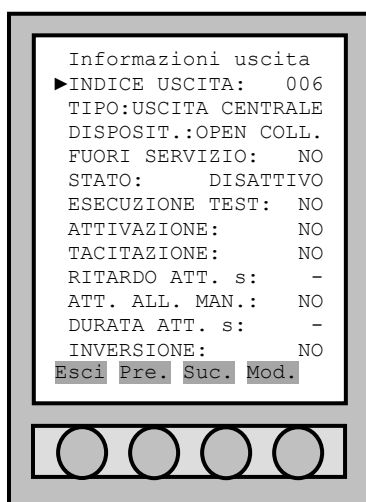 Informazioni uscita
►INDICE USCITA: 006
TIPO:USCITA CENTRALE
DISPOSIT.:OPEN COLL.
FUORI SERVIZIO: NO
STATO: DISATTIVO
ESECUZIONE TEST: NO
ATTIVAZIONE: NO
TACITAZIONE: NO
RITARDO ATT. s: -
ATT. ALL. MAN.: NO
DURATA ATT. s: -
INVERSIONE: NO
Esci Pre. Suc. Mod.